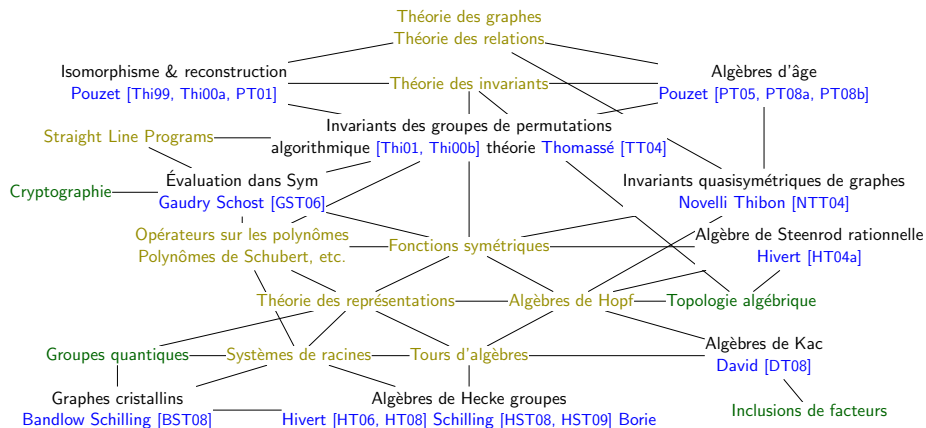 Théorie des graphes
Théorie des relations
Isomorphisme & reconstruction
Pouzet [Thi99, Thi00a, PT01]
Théorie des invariants
Algèbres d'âge
Pouzet [PT05, PT08a, PT08b]
Straight Line Programs
Invariants des groupes de permutations
algorithmique [Thi01, Thi00b] théorie Thomassé [TT04]
Cryptographie
Évaluation dans Sym
Gaudry Schost [GST06]
Invariants quasisymétriques de graphes
Novelli Thibon [NTT04]
Opérateurs sur les polynômes
Polynômes de Schubert, etc.
Fonctions symétriques
Algèbre de Steenrod rationnelle
Hivert [HT04a]
Théorie des représentations
Algèbres de Hopf
Topologie algébrique
Groupes quantiques
Systèmes de racines
Tours d'algèbres
Algèbres de Kac
David [DT08]
Graphes cristallins
Bandlow Schilling [BST08]
Algèbres de Hecke groupes
Hivert [HT06, HT08] Schilling [HST08, HST09] Borie
Inclusions de facteurs